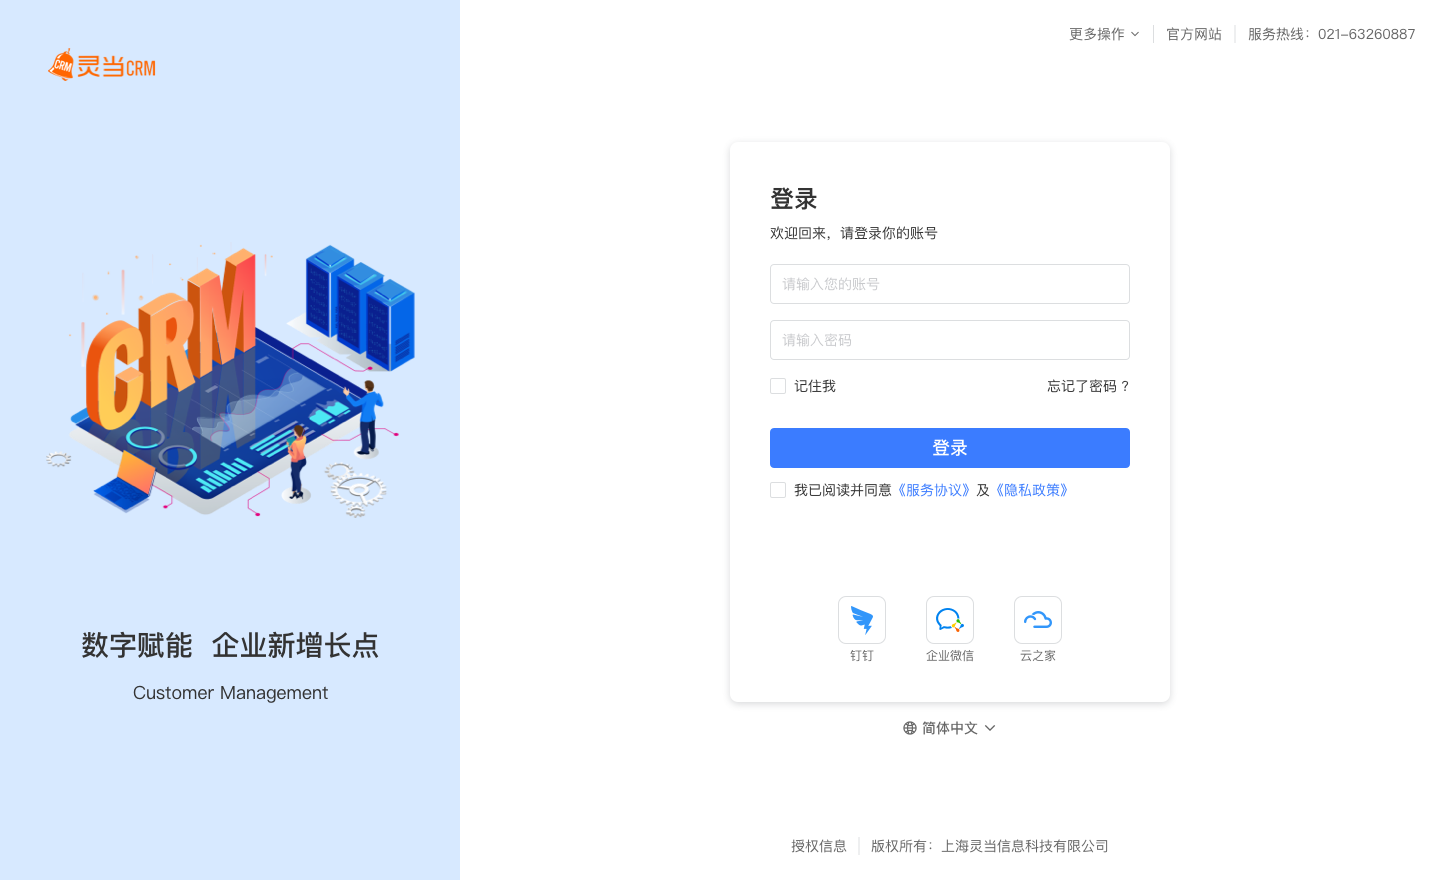 CRM 灵当CRM
更多操作
官方网站
服务热线：021-63260887
CRM
数字赋能 企业新增长点
Customer Management
登录
欢迎回来，请登录你的账号
请输入您的账号
请输入密码
记住我
忘记了密码 ?
登录
我已阅读并同意《服务协议》及《隐私政策》
钉钉
企业微信
云之家
简体中文
授权信息
版权所有：上海灵当信息科技有限公司